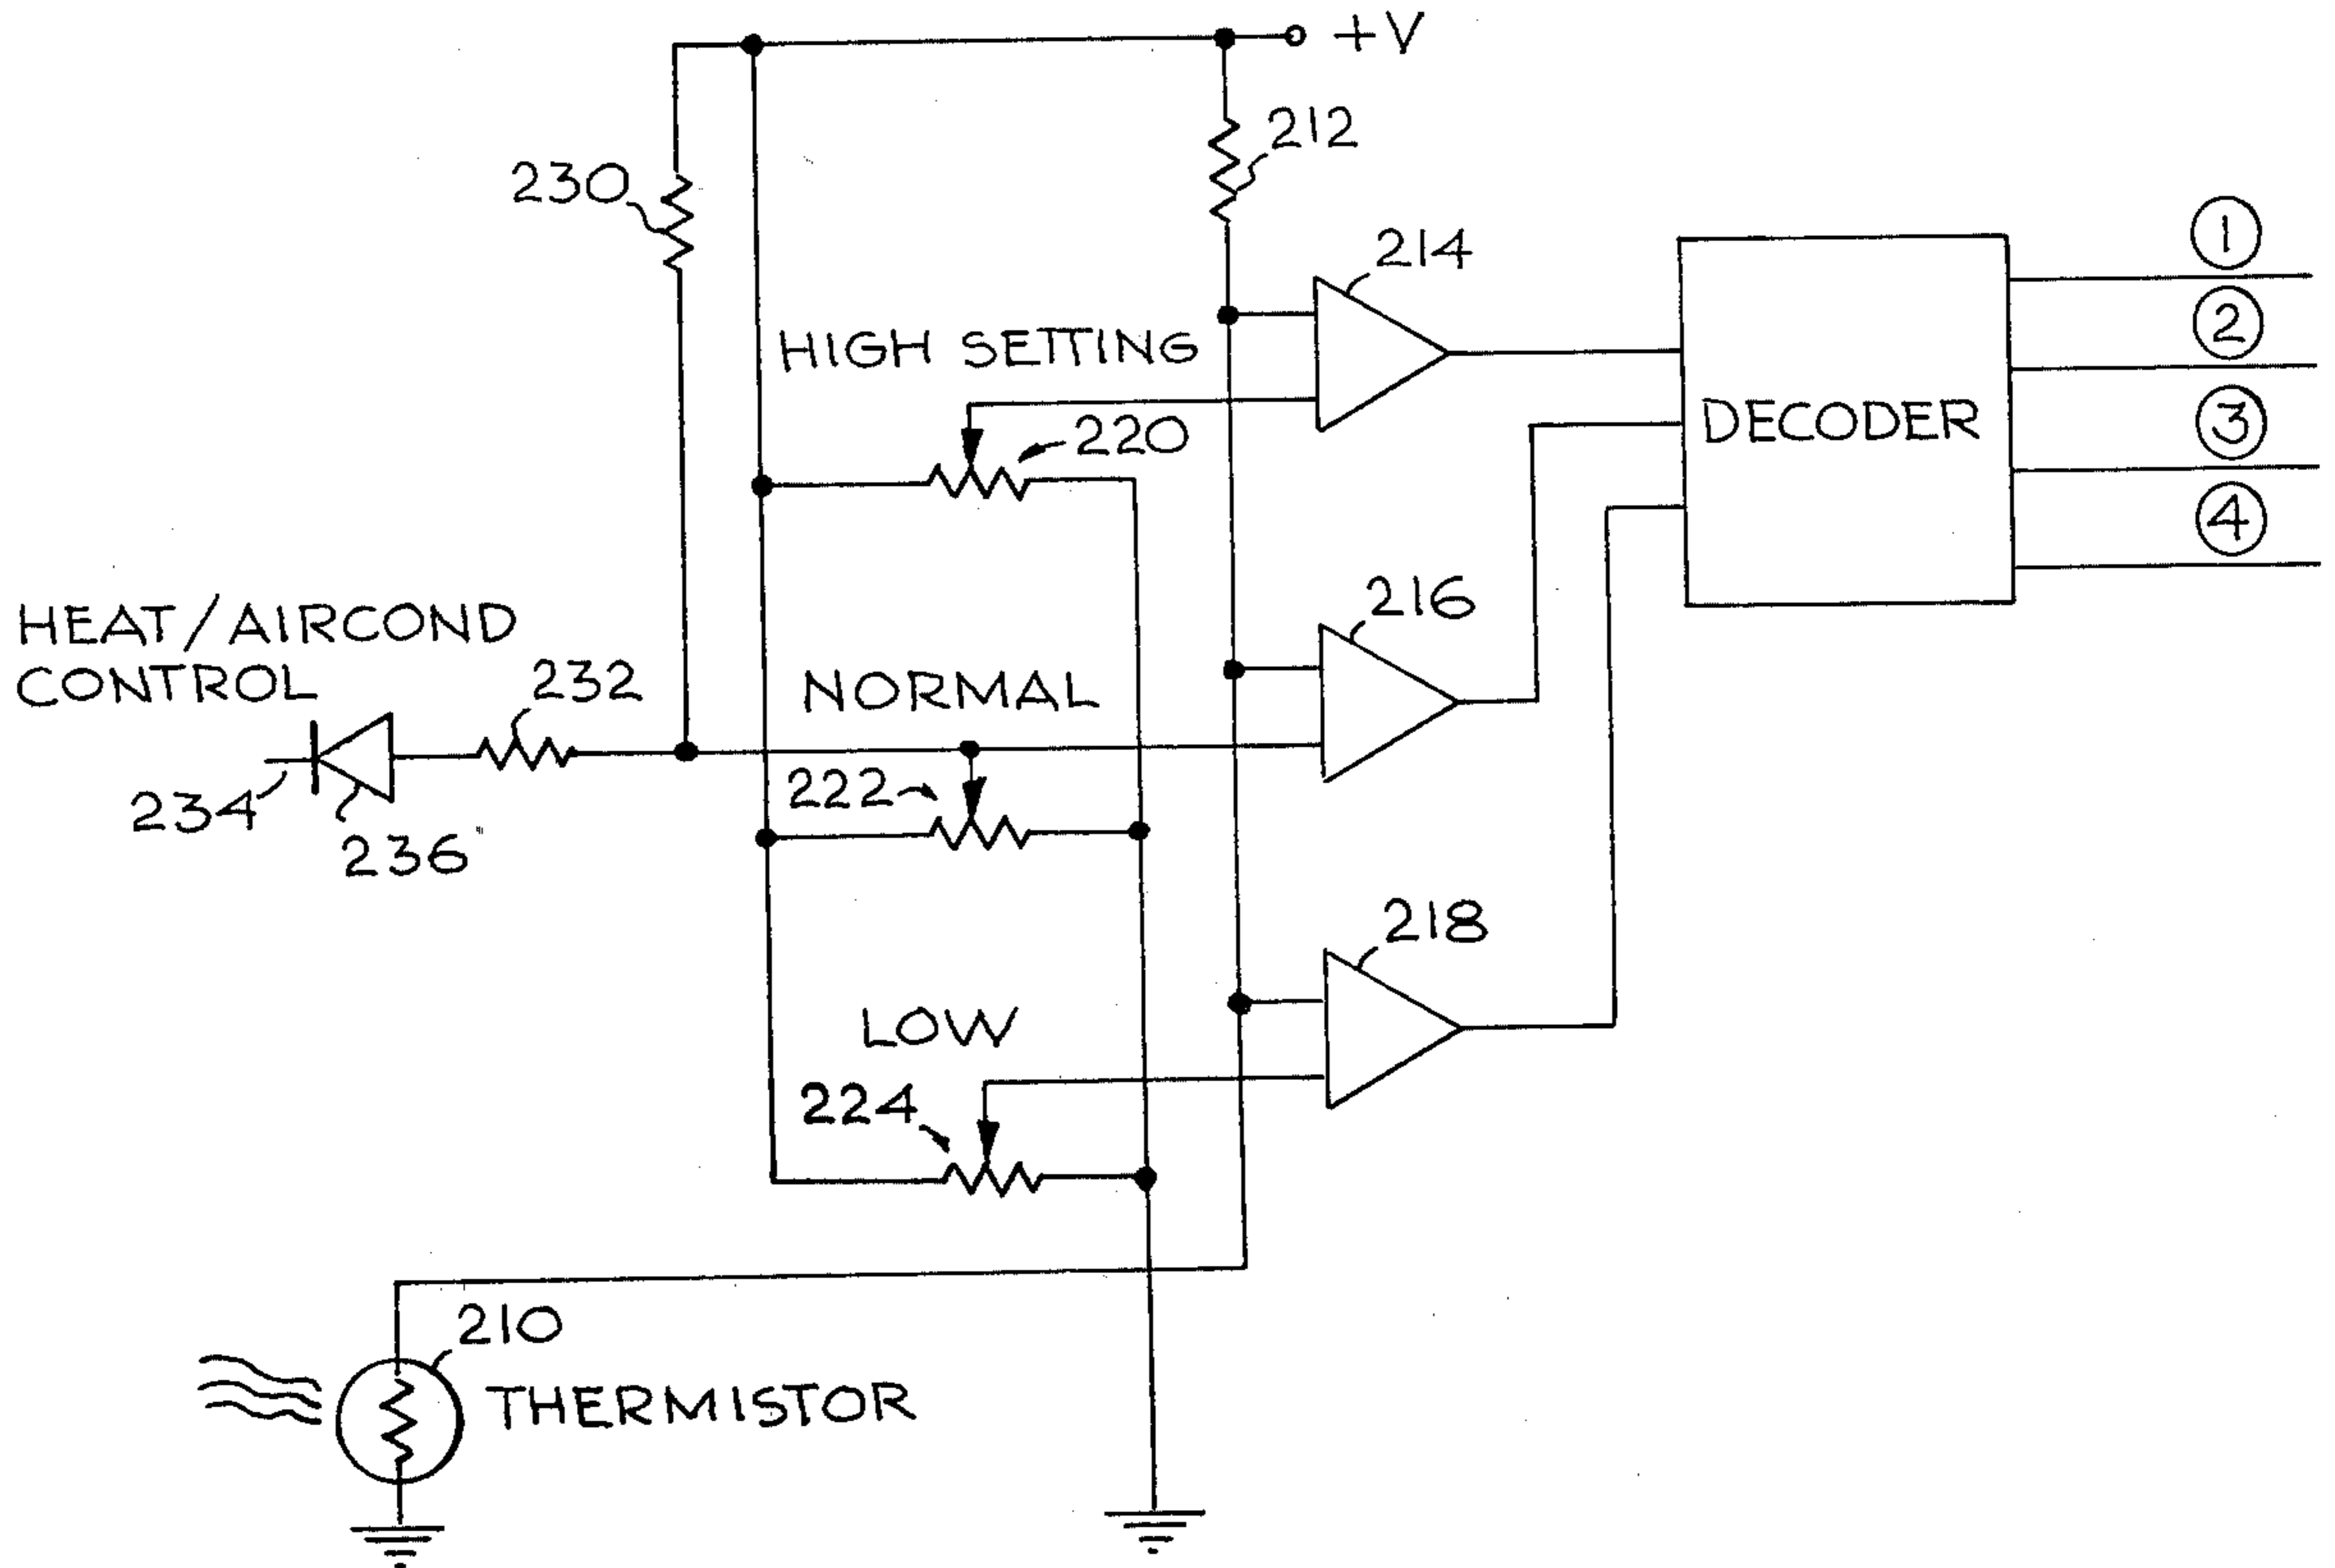 +V
212
230
214
①
②
③
④
HIGH SETTING
220
DECODER
216
HEAT/AIRCOND
CONTROL
232
NORMAL
222
234
236
218
LOW
224
210
THERMISTOR